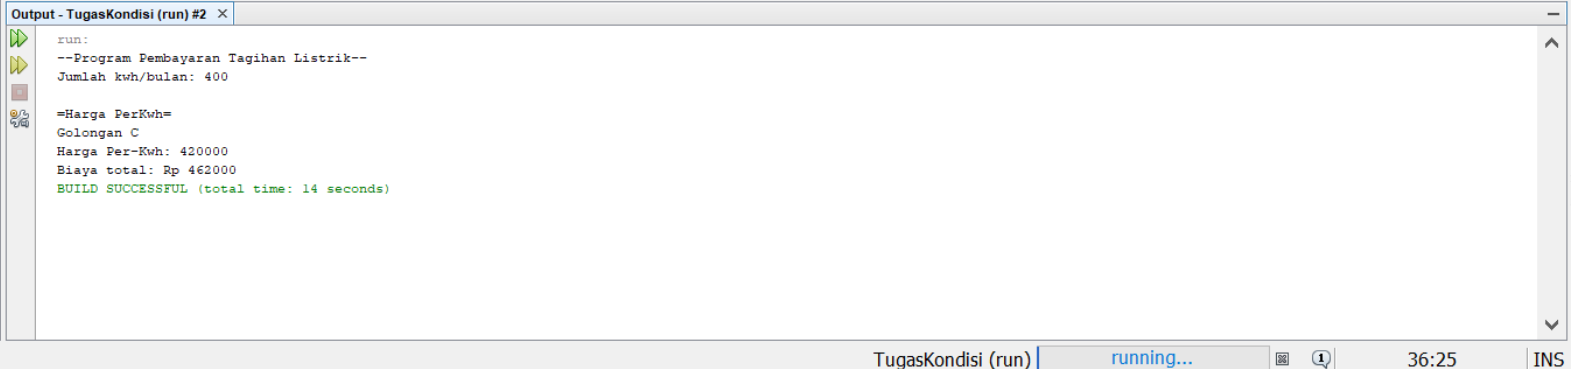 Output - TugasKondisi (run) #2
run:
--Program Pembayaran Tagihan Listrik--
Jumlah kwh/bulan: 400
=Harga PerKwh=
Golongan C
Harga Per-Kwh: 420000
Biaya total: Rp 462000
BUILD SUCCESSFUL (total time: 14 seconds)
TugasKondisi (run) running... 1 36:25 INS